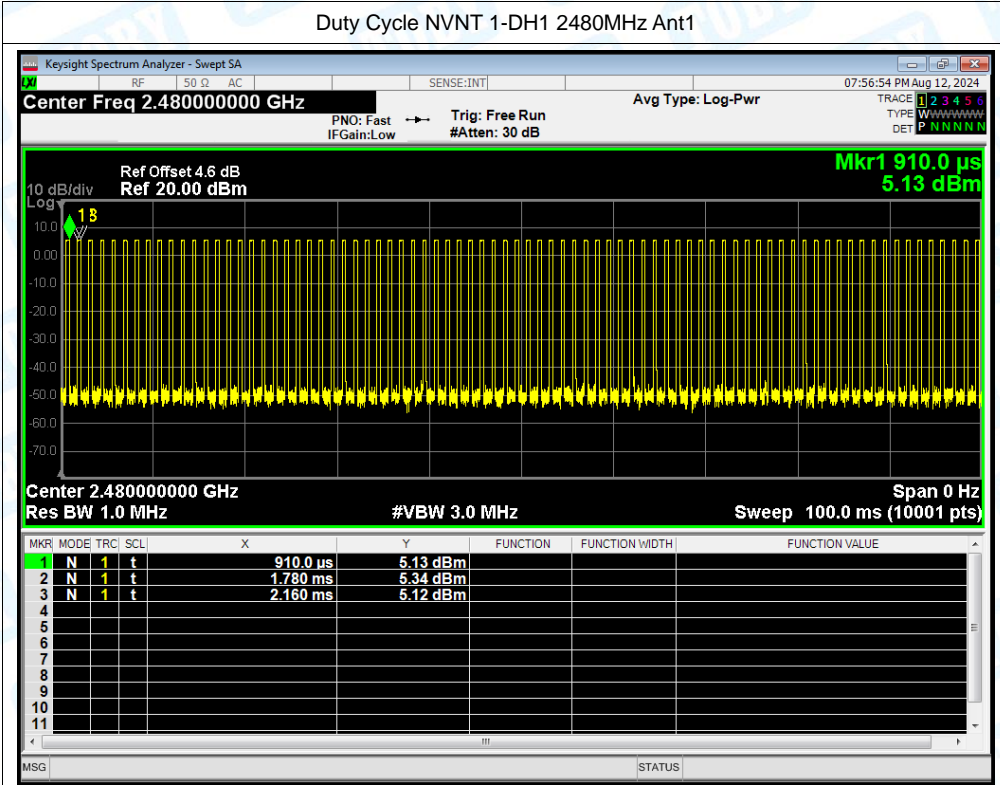 Duty Cycle NVNT 1-DH1 2480MHz Ant1
Keysight Spectrum Analyzer - Swept SA
LXI RF 50 Ω AC SENSE:INT 07:56:54 PM Aug 12, 2024
Center Freq 2.480000000 GHz Avg Type: Log-Pwr TRACE 1 2 3 4 5 6
PNO: Fast Trig: Free Run TYPE WWWWWW
IFGain:Low #Atten: 30 dB DET P N N N N N
Mkr1 910.0 µs
Ref Offset 4.6 dB
10 dB/div Ref 20.00 dBm 5.13 dBm
Log
10.0
0.00
-10.0
-20.0
-30.0
-40.0
-50.0
-60.0
-70.0
Center 2.480000000 GHz Span 0 Hz
Res BW 1.0 MHz #VBW 3.0 MHz Sweep 100.0 ms (10001 pts)
MKR MODE TRC SCL X Y FUNCTION FUNCTION WIDTH FUNCTION VALUE
1 N 1 t 910.0 µs 5.13 dBm
2 N 1 t 1.780 ms 5.34 dBm
3 N 1 t 2.160 ms 5.12 dBm
4
5
6
7
8
9
10
11
MSG STATUS